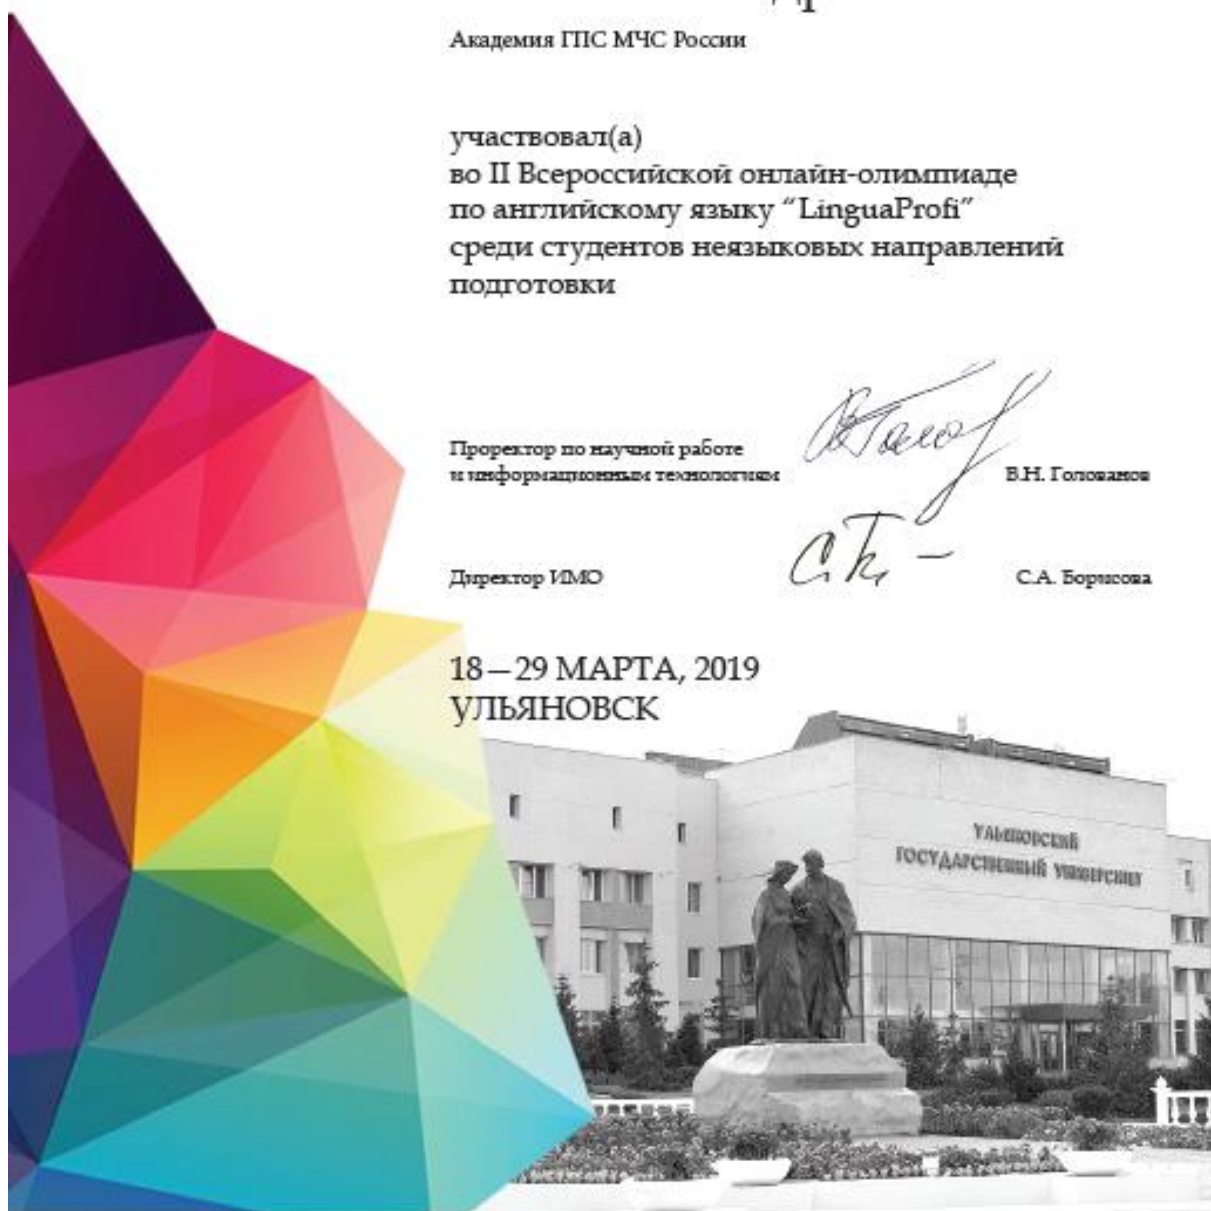 Академия ГПС МЧС России
участвовал(а)
во II Всероссийской онлайн-олимпиаде
по английскому языку “LinguaProfi”
среди студентов неязыковых направлений
подготовки
Проректор по научной работе
и информационным технологиям
В.Н. Голованов
Директор ИМО
С.А. Борисова
18—29 МАРТА, 2019
УЛЬЯНОВСК
УЛЬЯНОВСКИЙ
ГОСУДАРСТВЕННЫЙ УНИВЕРСИТЕТ